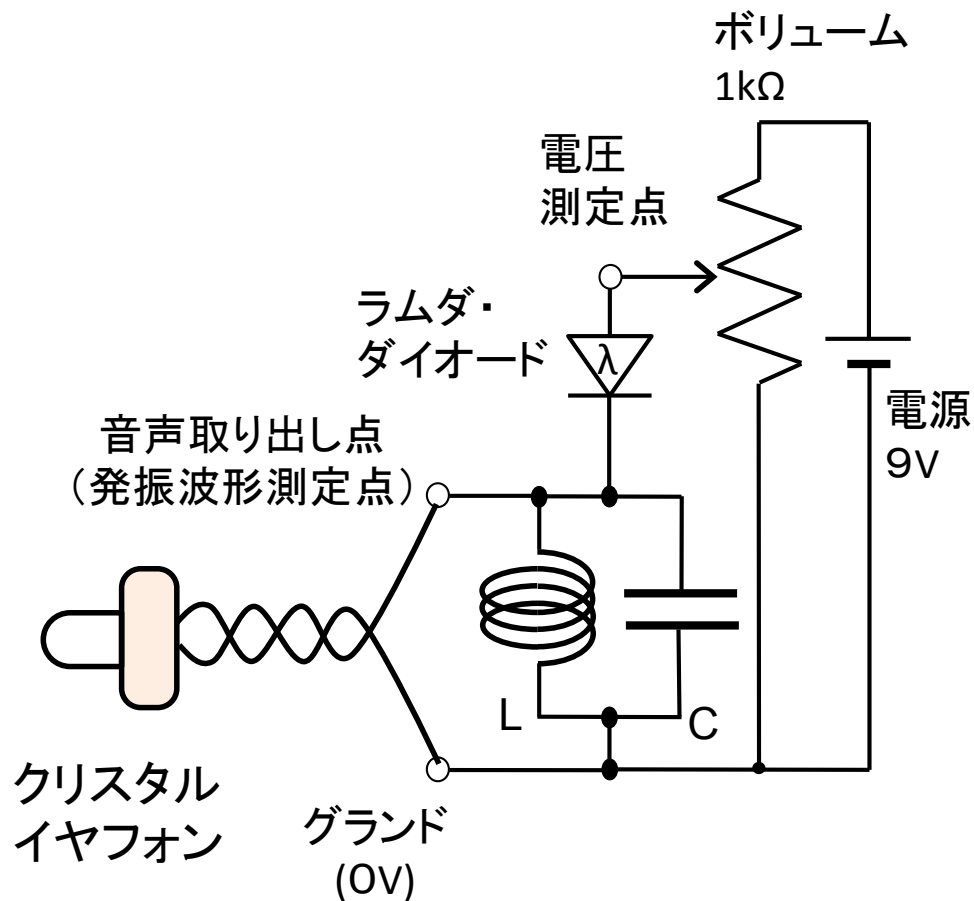 ボリューム
1kΩ
電圧
測定点
ラムダ・
ダイオード
λ
音声取り出し点
（発振波形測定点）
電源
９V
L
C
クリスタル
イヤフォン
グランド
(0V)